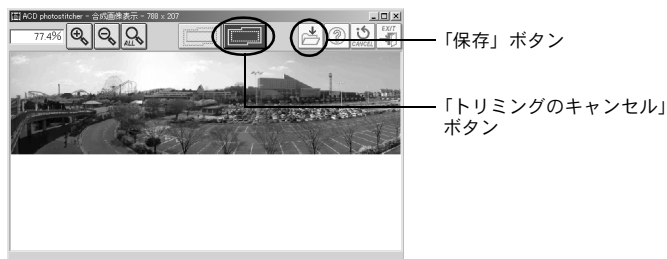 ACD photostitcher - 合成画像表示 - 788 x 207
77.4%
ALL
CANCEL
EXIT
「保存」ボタン
「トリミングのキャンセル」
ボタン